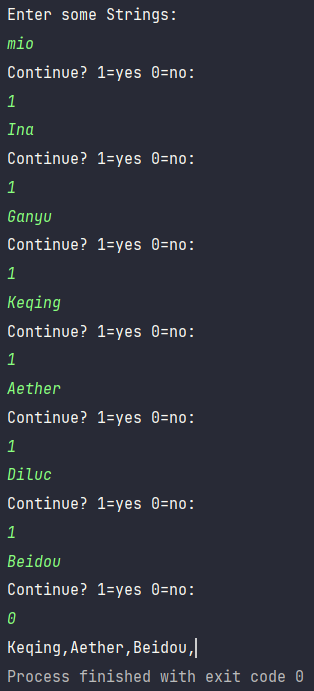 Enter some Strings:
mio
Continue? 1=yes 0=no:
1
Ina
Continue? 1=yes 0=no:
1
Ganyu
Continue? 1=yes 0=no:
1
Keqing
Continue? 1=yes 0=no:
1
Aether
Continue? 1=yes 0=no:
1
Diluc
Continue? 1=yes 0=no:
1
Beidou
Continue? 1=yes 0=no:
0
Keqing,Aether,Beidou,
Process finished with exit code 0